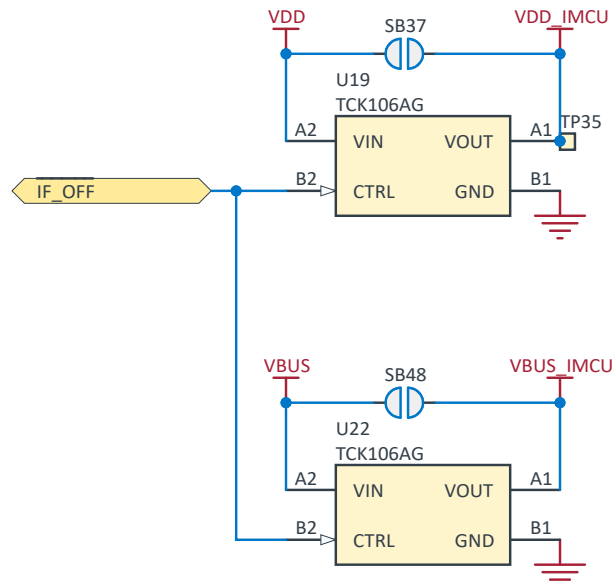 VDD
SB37
VDD_IMCU
U19
TCK106AG
A2
VIN
VOUT
A1
TP35
IF_OFF
B2
CTRL
GND
B1
VBUS
SB48
VBUS_IMCU
U22
TCK106AG
A2
VIN
VOUT
A1
B2
CTRL
GND
B1